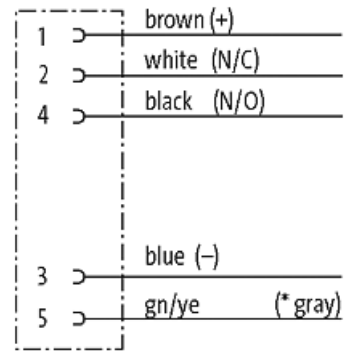 1 brown (+)
2 white (N/C)
4 black (N/O)
3 blue (–)
5 gn/ye (* gray)